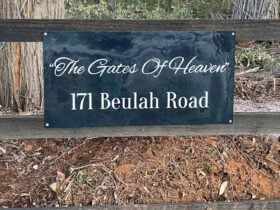 "The Gates Of Heaven"
171 Beulah Road